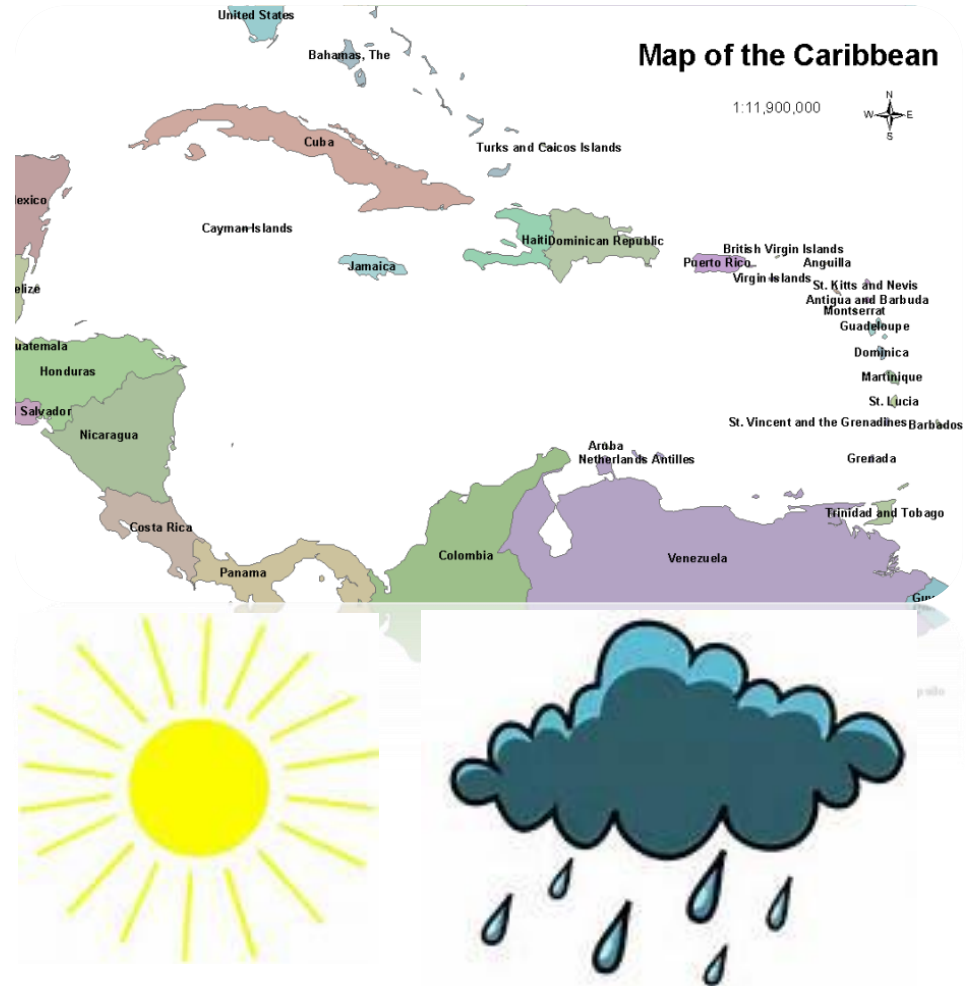 United States
Bahamas, The
Map of the Caribbean
1:11,900,000
N
W E
S
Cuba
Turks and Caicos Islands
exico
Cayman Islands
Haiti
Dominican Republic
British Virgin Islands
Jamaica
Puerto Rico
Anguilla
Virgin Islands
elize
St. Kitts and Nevis
Antigua and Barbuda
Montserrat
Guadeloupe
uatemala
Dominica
Honduras
Martinique
St. Lucia
Salvador
St. Vincent and the Grenadines
Barbados
Nicaragua
Aruba
Netherlands Antilles
Grenada
Trinidad and Tobago
Costa Rica
Colombia
Venezuela
Panama